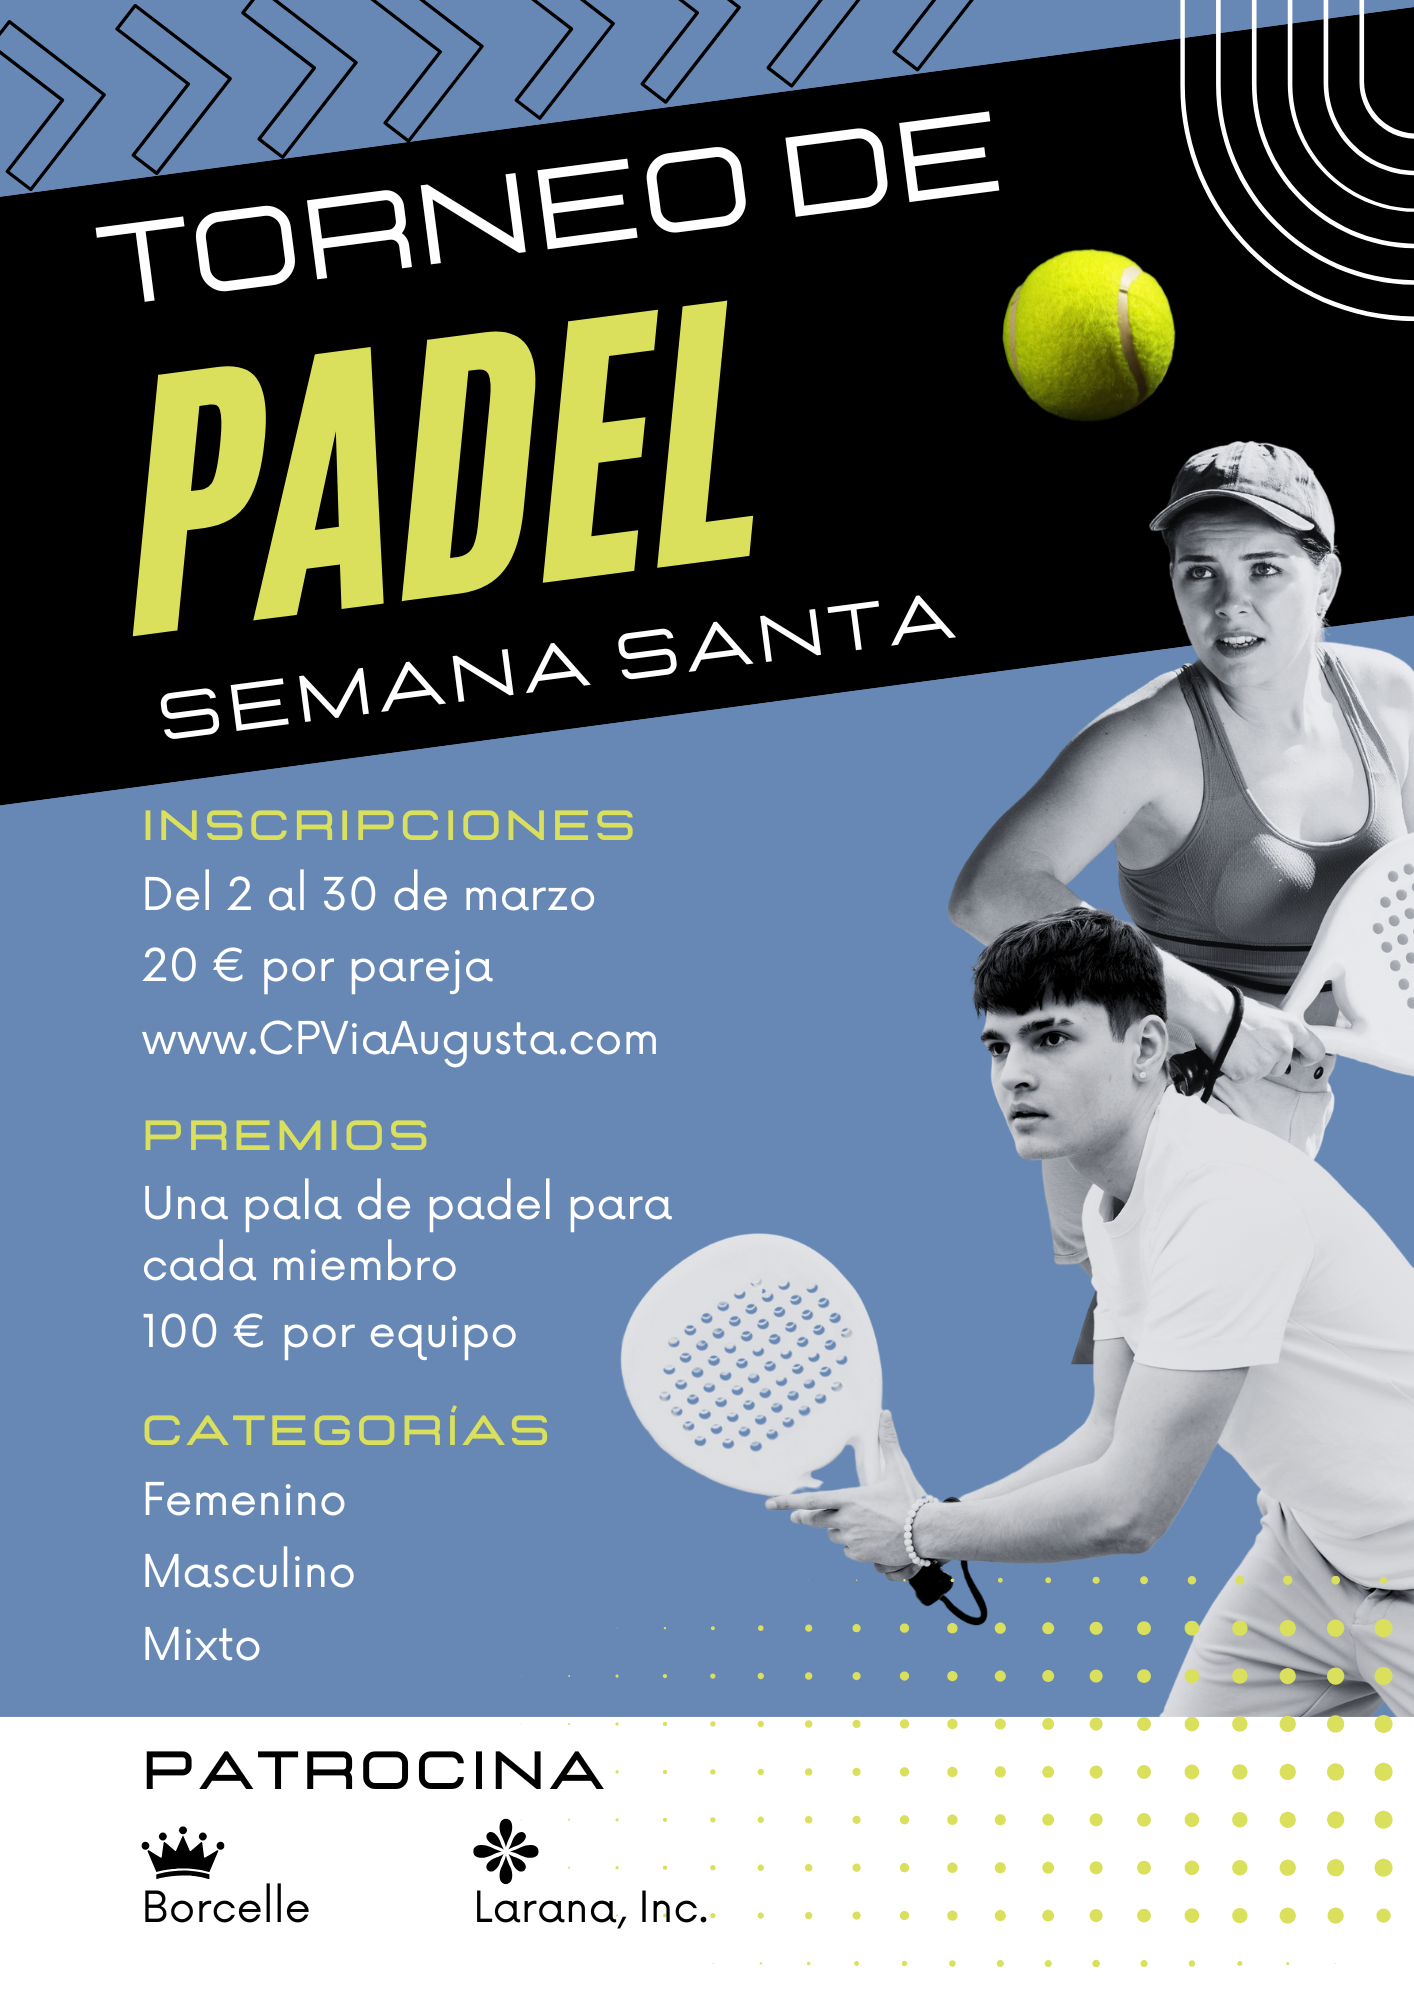 TORNEO DE
PADEL
SEMANA SANTA
INSCRIPCIONES
Del 2 al 30 de marzo
20 € por pareja
www.CPViaAugusta.com
PREMIOS
Una pala de padel para
cada miembro
100 € por equipo
CATEGORÍAS
Femenino
Masculino
Mixto
PATROCINA
Borcelle
Larana, Inc.